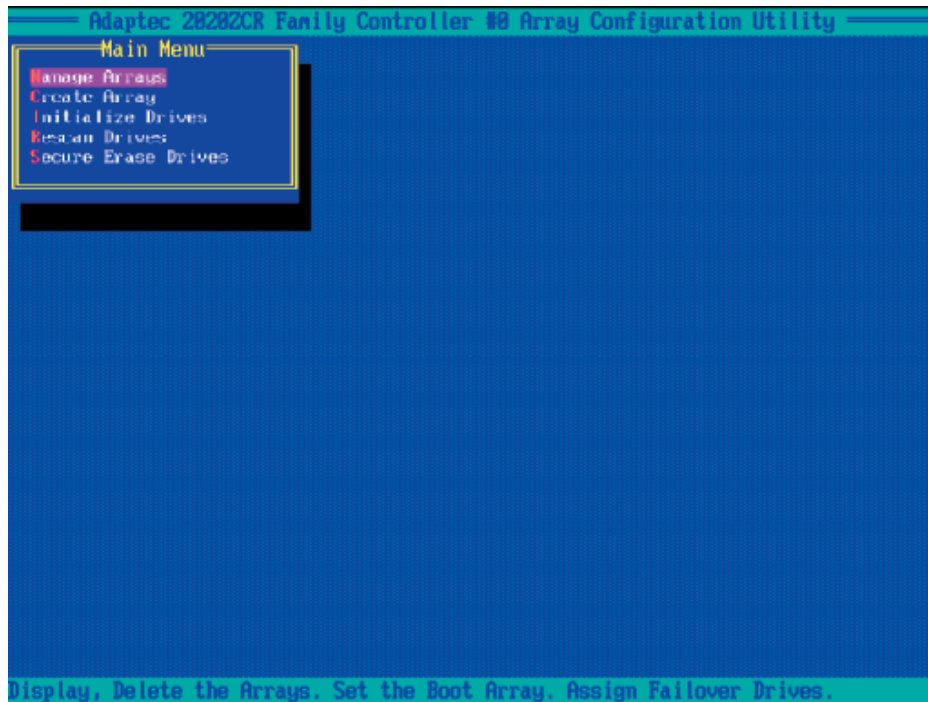 Adaptec 2020ZCR Family Controller #0 Array Configuration Utility
Main Menu
Manage Arrays
Create Array
Initialize Drives
Rescan Drives
Secure Erase Drives
Display, Delete the Arrays. Set the Boot Array. Assign Failover Drives.